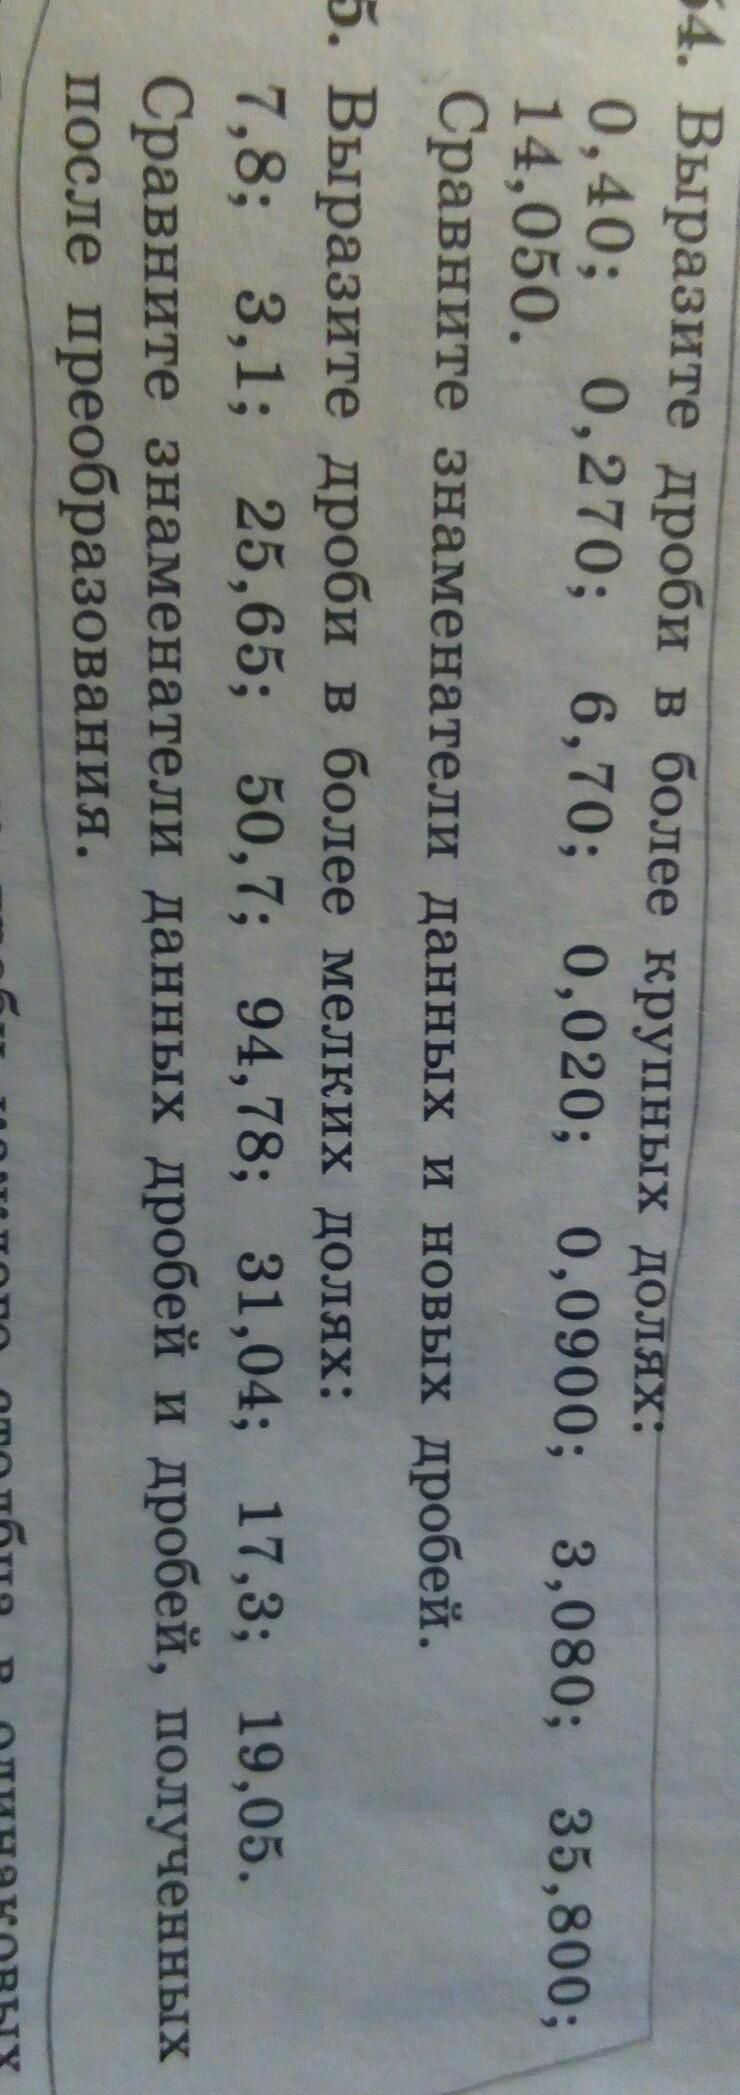 4. Выразите дроби в более крупных долях:
0,40; 0,270; 6,70; 0,020; 0,0900; 3,080; 35,800;
14,050.
Сравните знаменатели данных и новых дробей.
5. Выразите дроби в более мелких долях:
7,8; 3,1; 25,65; 50,7; 94,78; 31,04; 17,3; 19,05.
Сравните знаменатели данных дробей и дробей, полученных
после преобразования.
столбца в одинаковых